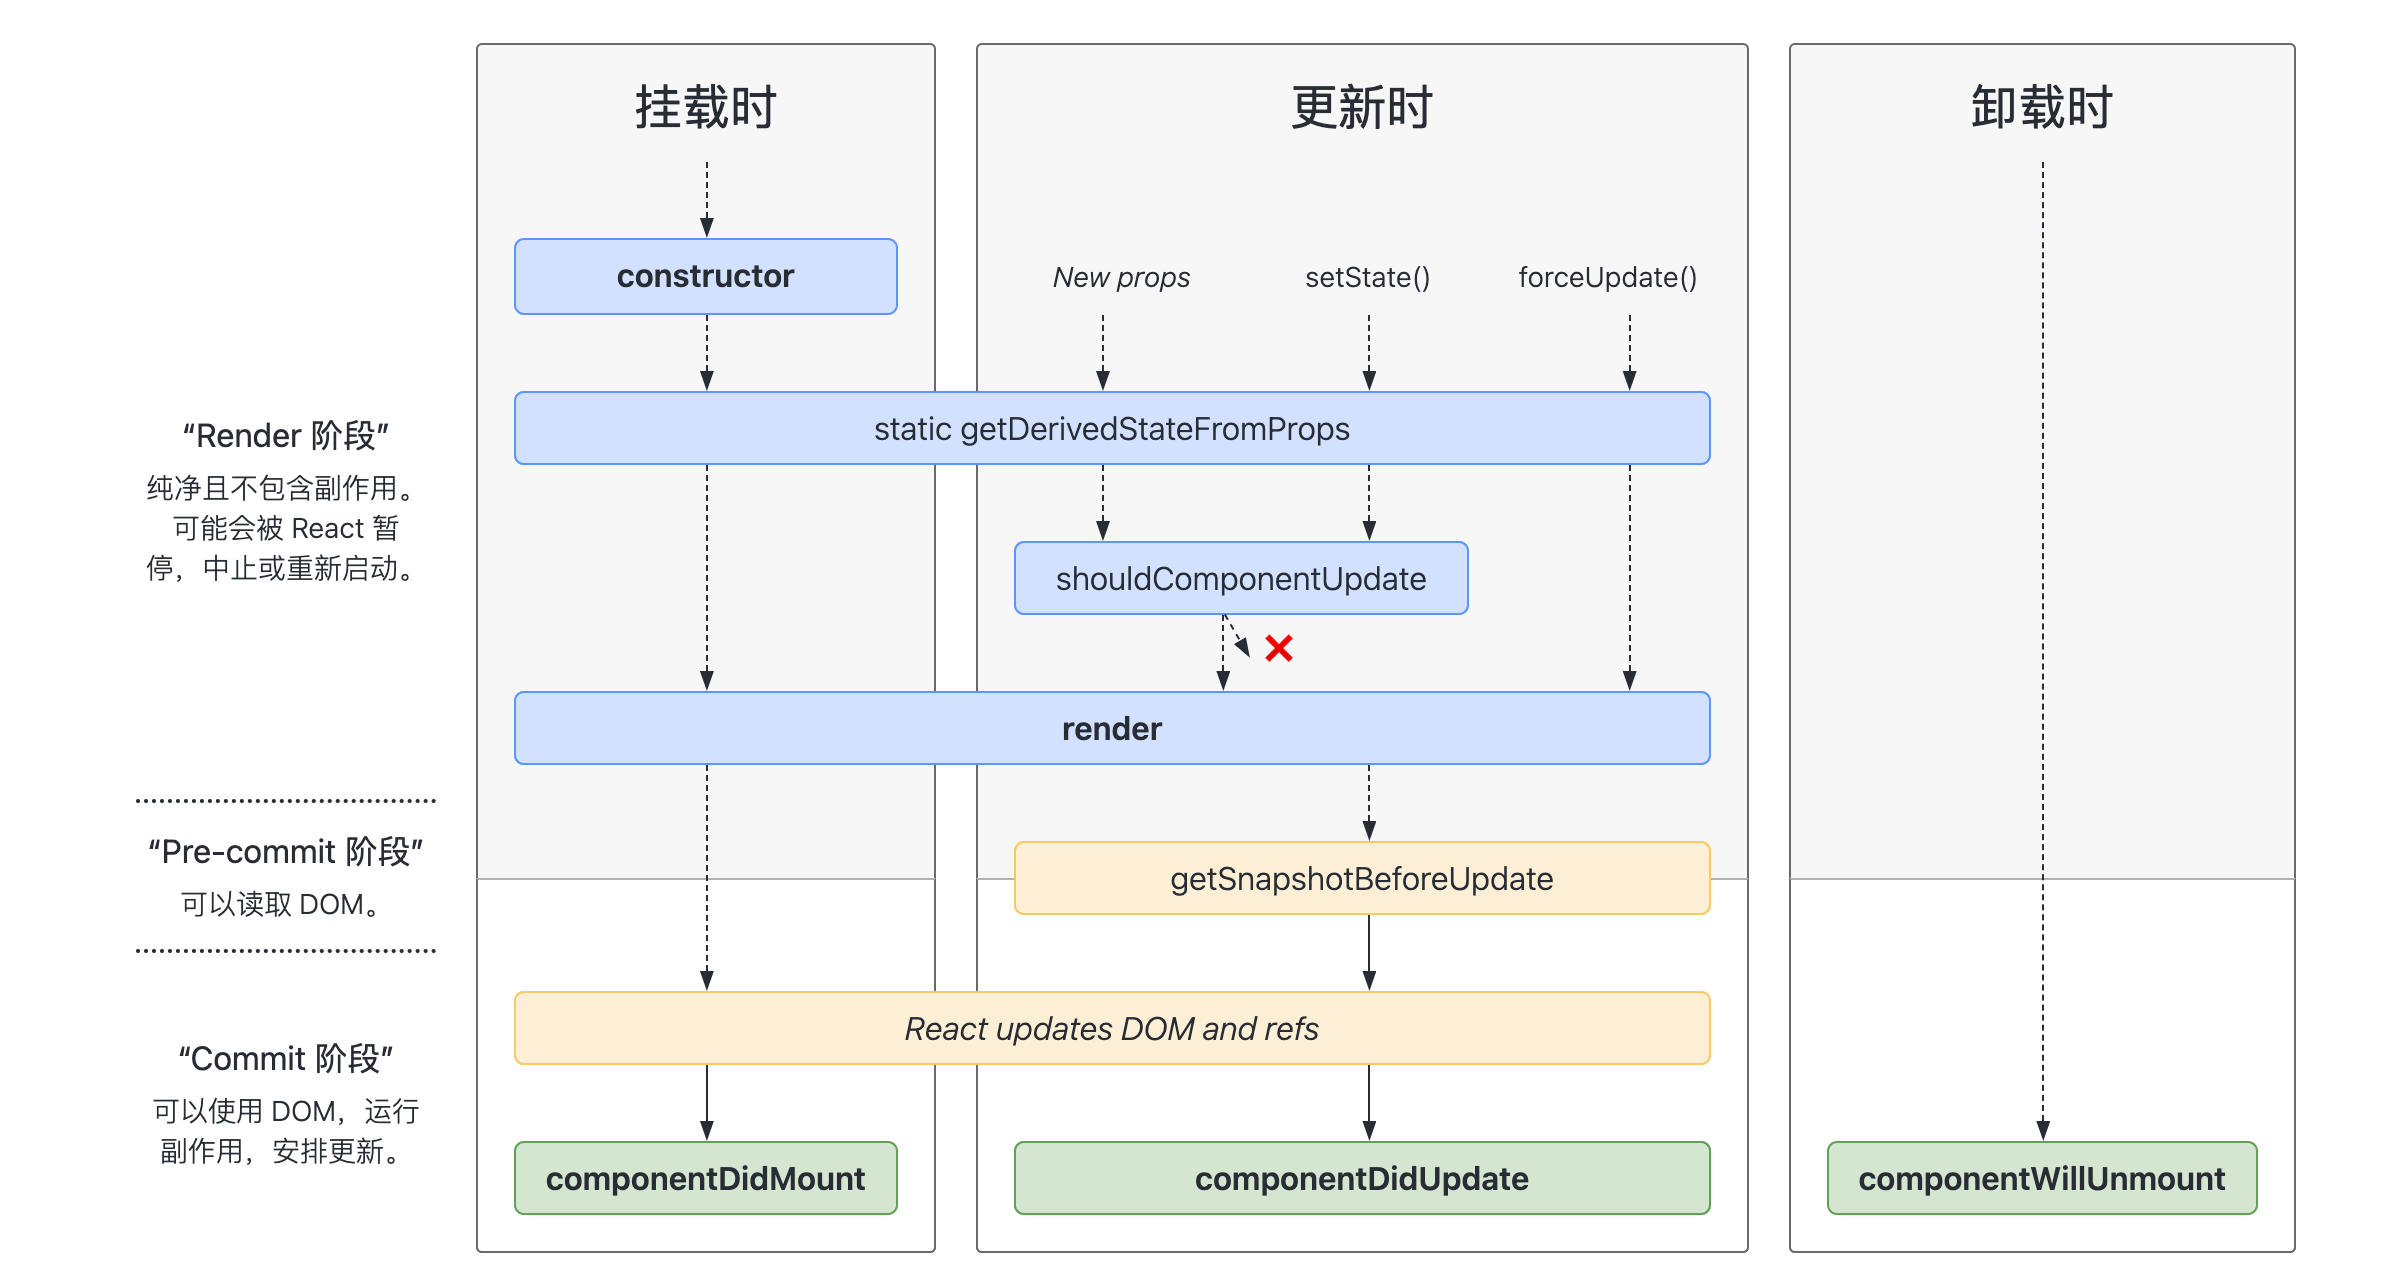 挂载时
更新时
卸载时
constructor
New props
setState()
forceUpdate()
static getDerivedStateFromProps
“Render 阶段”
纯净且不包含副作用。
可能会被 React 暂
停，中止或重新启动。
shouldComponentUpdate
render
“Pre-commit 阶段”
可以读取 DOM。
getSnapshotBeforeUpdate
React updates DOM and refs
“Commit 阶段”
可以使用 DOM，运行
副作用，安排更新。
componentDidMount
componentDidUpdate
componentWillUnmount